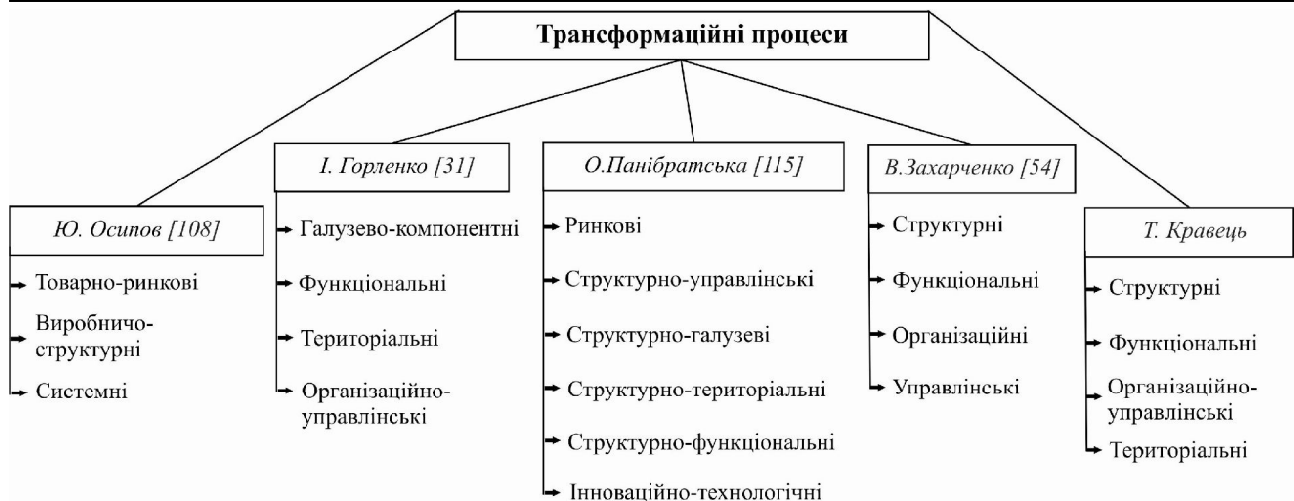 Трансформаційні процеси
Ю. Осипов [108]
Товарно-ринкові
Виробничо-
структурні
Системні
І. Горленко [31]
Галузево-компонентні
Функціональні
Територіальні
Організаційно-
управлінські
О.Панібратська [115]
Ринкові
Структурно-управлінські
Структурно-галузеві
Структурно-територіальні
Структурно-функціональні
Інноваційно-технологічні
В.Захарченко [54]
Структурні
Функціональні
Організаційні
Управлінські
Т. Кравець
Структурні
Функціональні
Організаційно-
управлінські
Територіальні